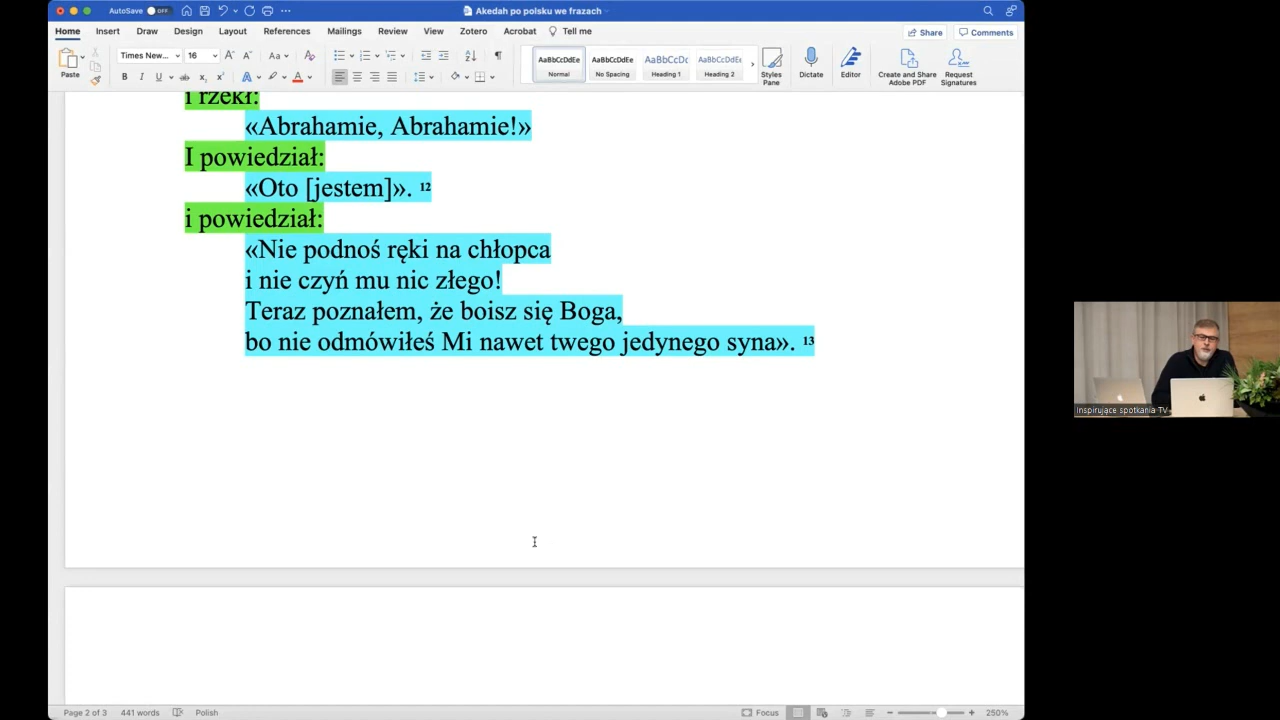 AutoSave OFF
Akedah po polsku we frazach
Home Insert Draw Design Layout References Mailings Review View Zotero Acrobat Tell me Share Comments
Times New... 16
Paste
AaBbCcDdEe Normal
AaBbCcDdEe No Spacing
AaBbCcDc Heading 1
AaBbCcDdEe Heading 2
Styles Pane
Dictate
Editor
Create and Share Adobe PDF
Request Signatures
i rzekł:
«Abrahamie, Abrahamie!»
I powiedział:
«Oto [jestem]». 12
i powiedział:
«Nie podnoś ręki na chłopca
i nie czyń mu nic złego!
Teraz poznałem, że boisz się Boga,
bo nie odmówiłeś Mi nawet twego jedynego syna». 13
Inspirujące spotkania TV
Page 2 of 3 441 words Polish Focus 250%